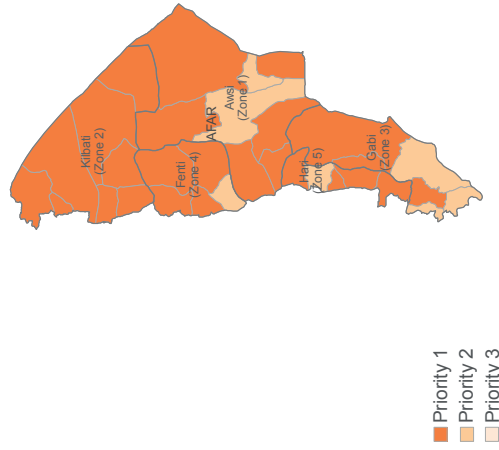 Kilbati
(Zone 2)
Fenti
(Zone 4)
AFAR
Awsi
(Zone 1)
Hari
(Zone 5)
Gabi
(Zone 3)
Priority 1
Priority 2
Priority 3